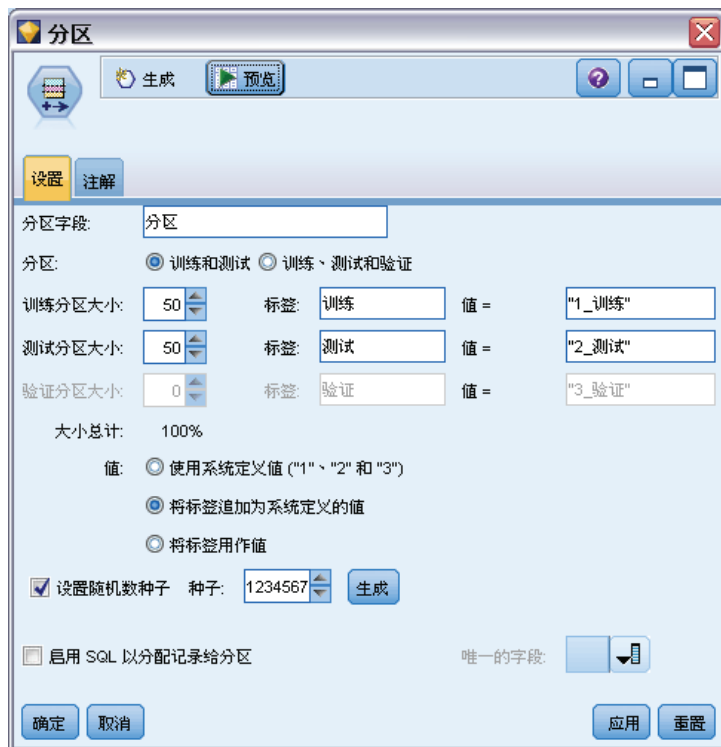 分区
生成 预览
设置 注解
分区字段: 分区
分区: 训练和测试 训练、测试和验证
训练分区大小: 50 标签: 训练 值 = "1_训练"
测试分区大小: 50 标签: 测试 值 = "2_测试"
验证分区大小: 0 标签: 验证 值 = "3_验证"
大小总计: 100%
值: 使用系统定义值 ("1"、"2" 和 "3")
将标签追加为系统定义的值
将标签用作值
设置随机数种子 种子: 1234567 生成
启用 SQL 以分配记录给分区 唯一的字段:
确定 取消 应用 重置